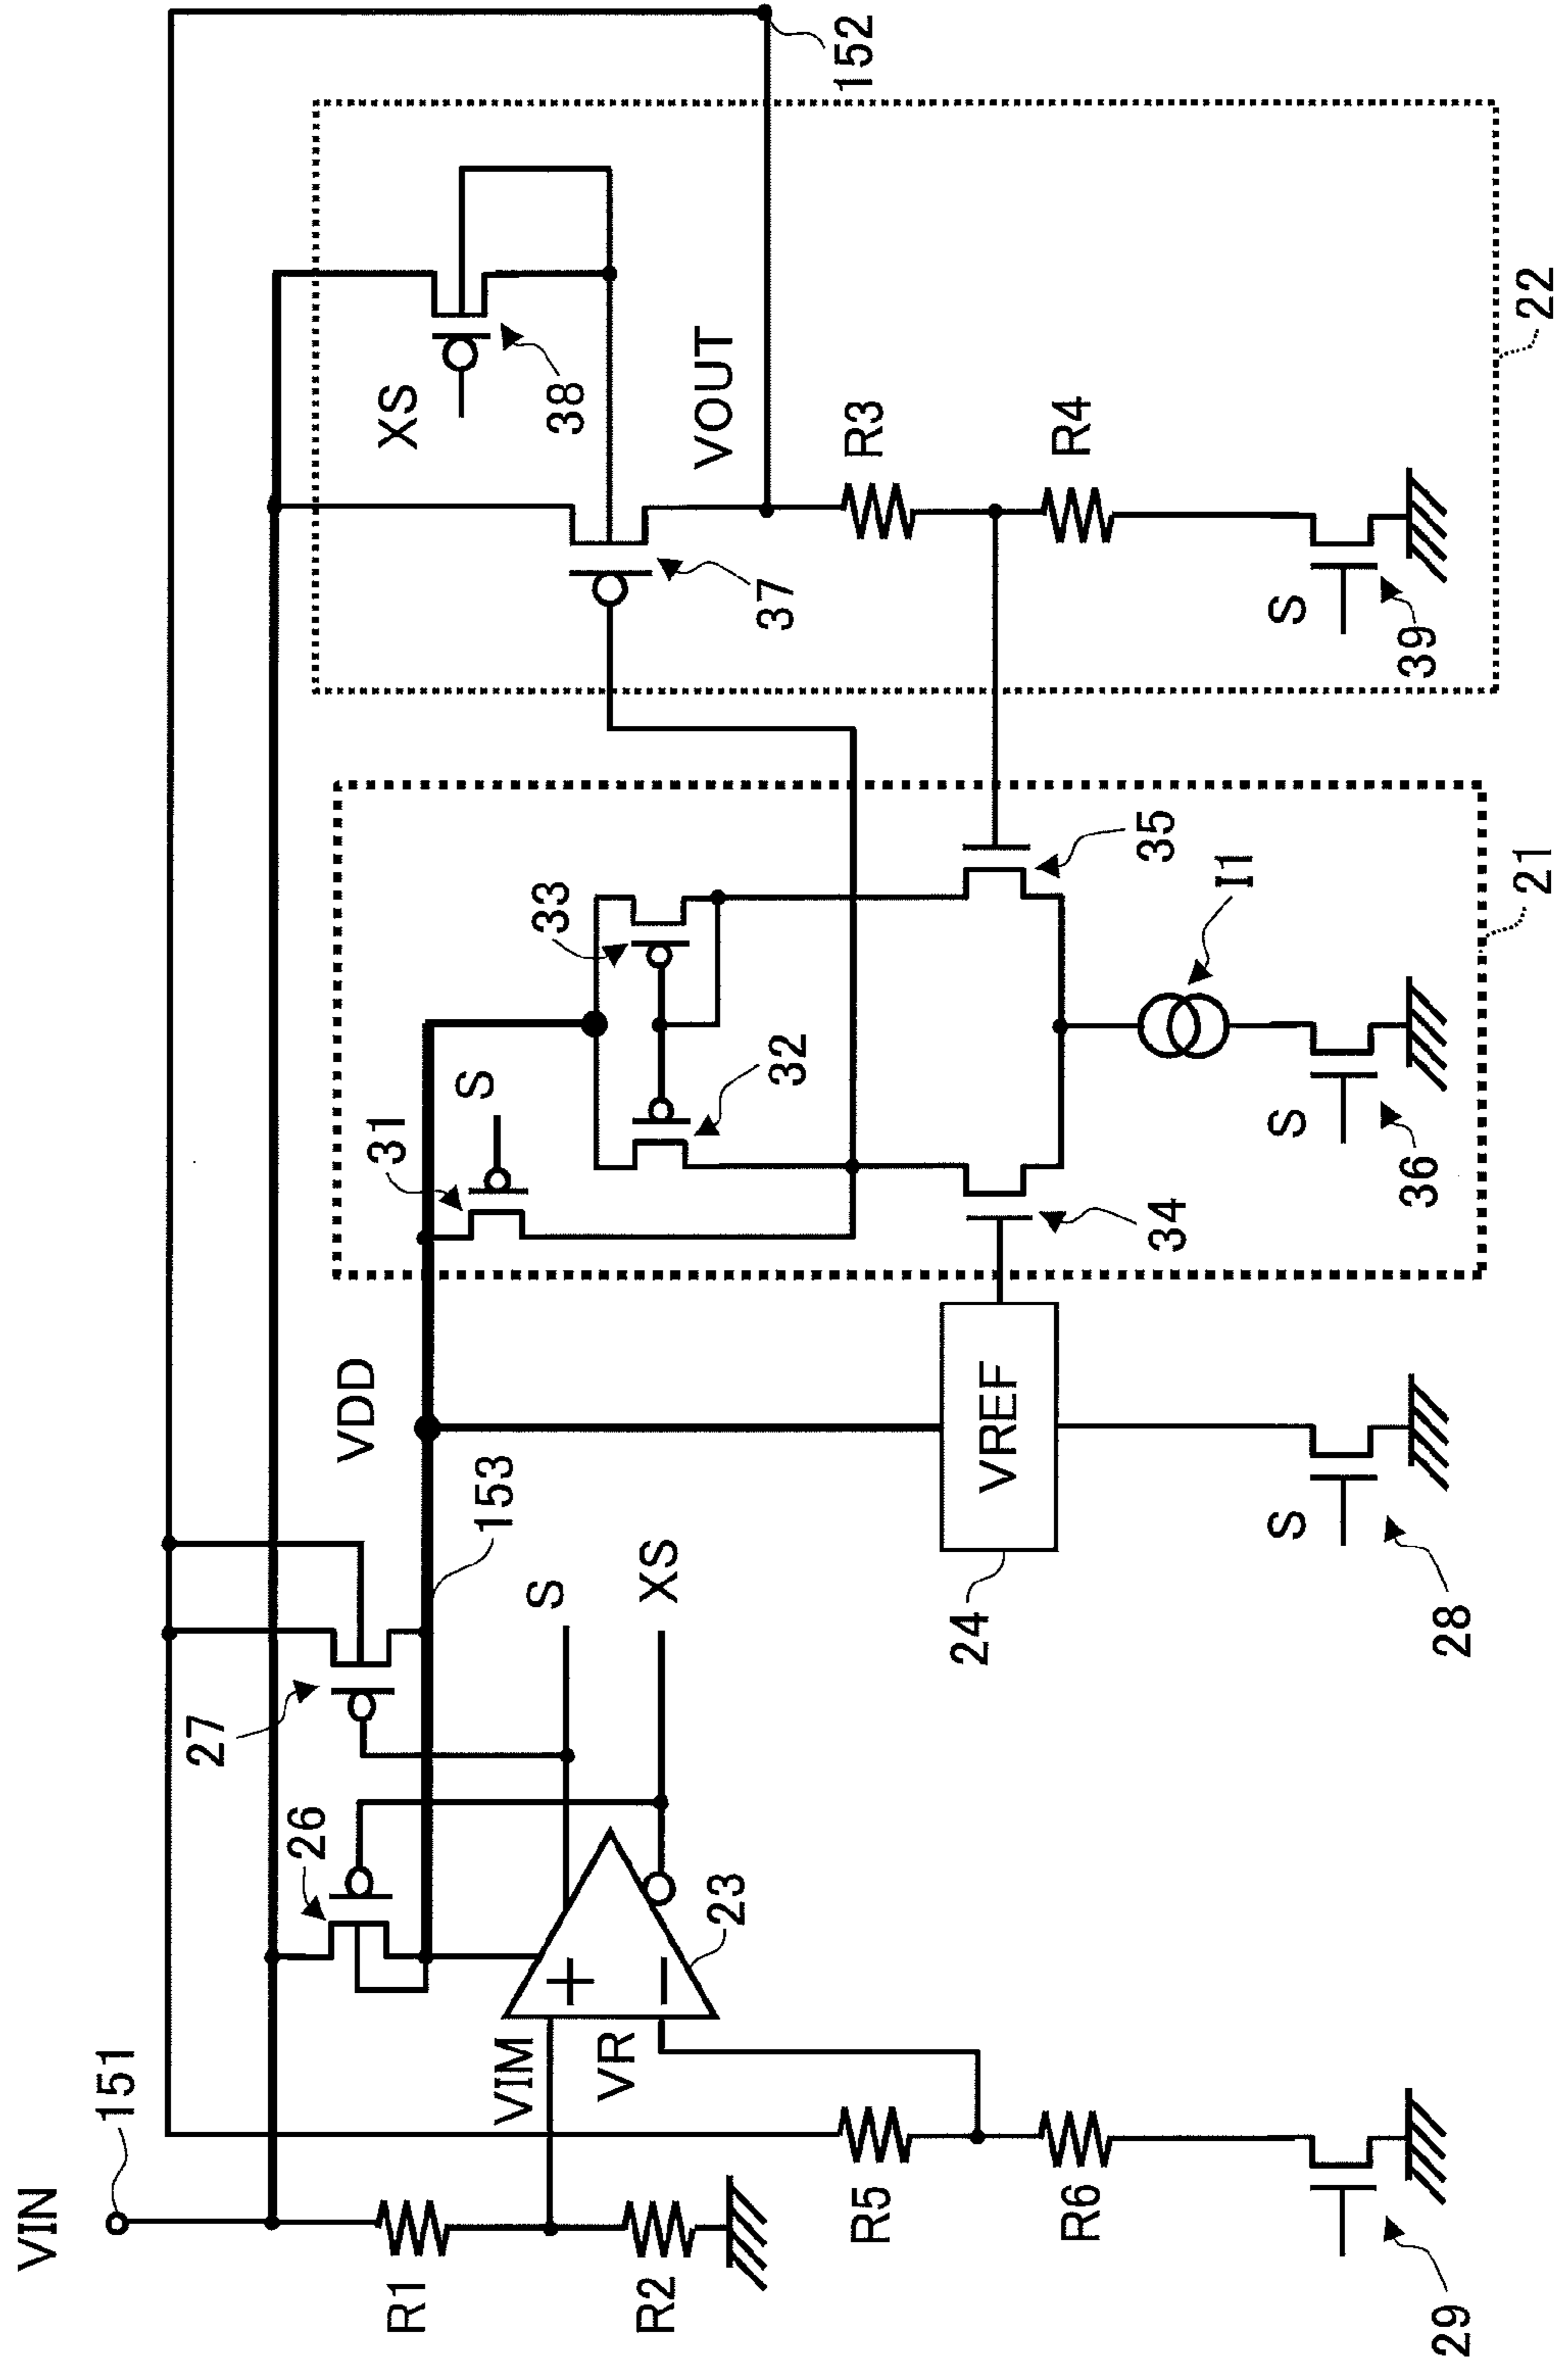 VIN
151
R1
R2
VIM
VR
+
−
23
26
27
S
XS
153
VDD
R5
R6
29
24
VREF
S
28
21
31
S
32
33
34
35
I1
S
36
22
XS
38
37
VOUT
R3
R4
S
39
152